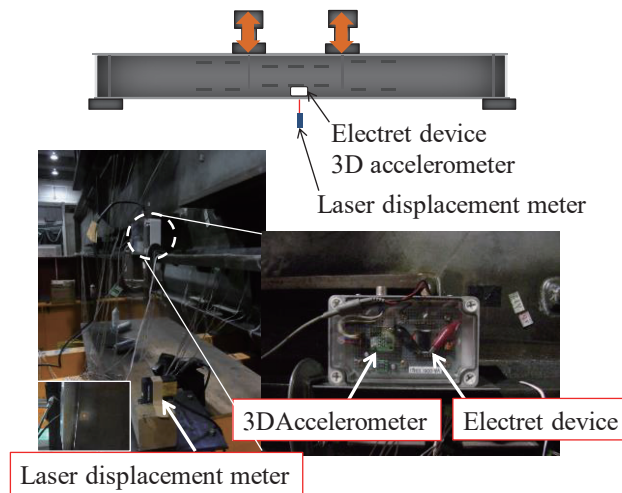 Electret device
3D accelerometer
Laser displacement meter
3DAccelerometer
Electret device
Laser displacement meter